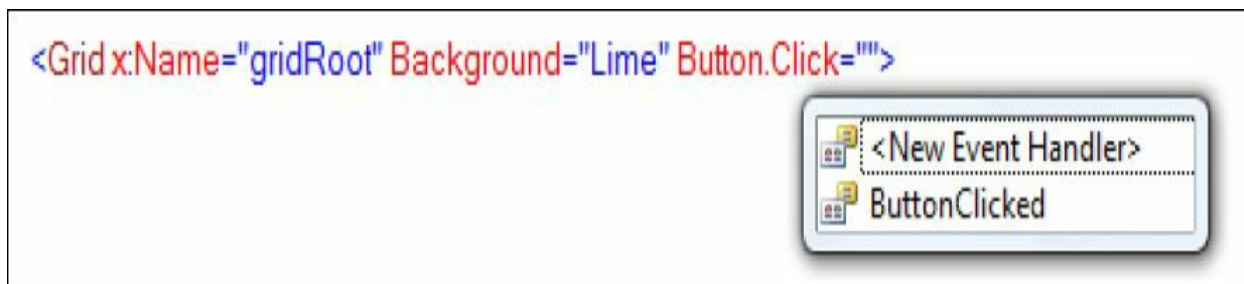 <Grid x:Name="gridRoot" Background="Lime" Button.Click="">
<New Event Handler>
ButtonClicked